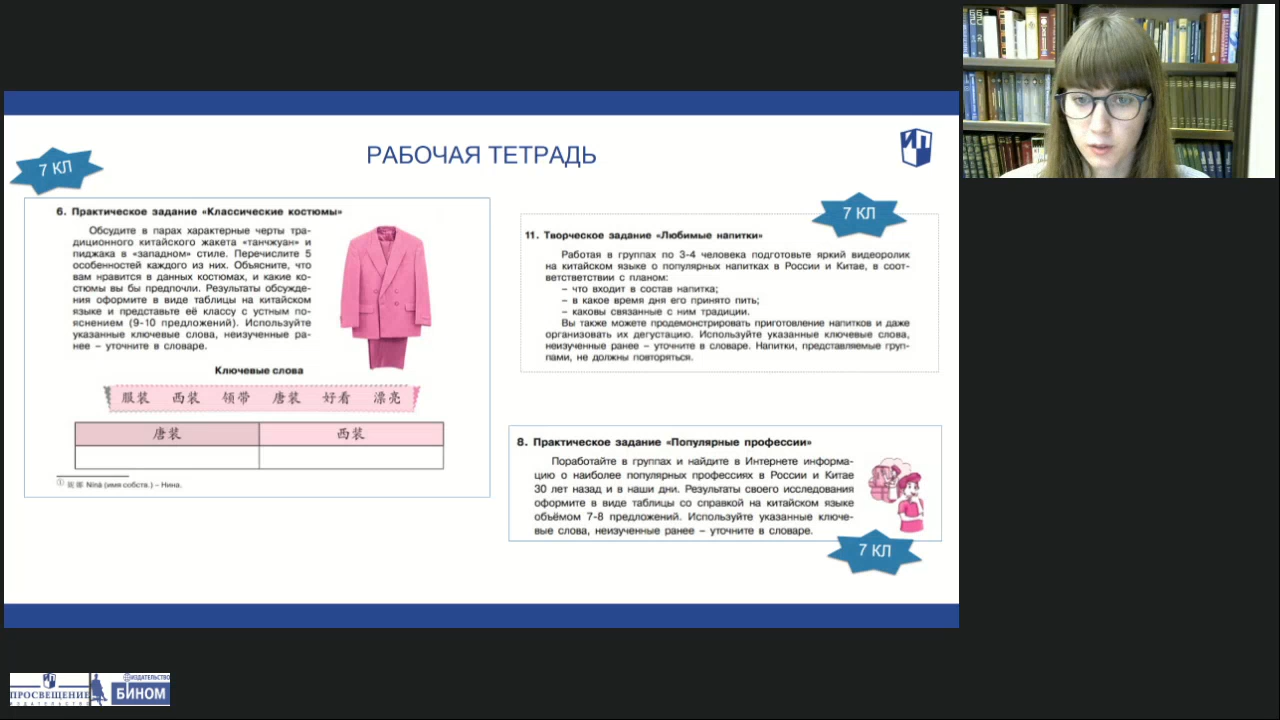 РАБОЧАЯ ТЕТРАДЬ
7 КЛ
6. Практическое задание «Классические костюмы»
Обсудите в парах характерные черты тра-
диционного китайского жакета «танчжуан» и
пиджака в «западном» стиле. Перечислите 5
особенностей каждого из них. Объясните, что
вам нравится в данных костюмах, и какие ко-
стюмы вы бы предпочли. Результаты обсужде-
ния оформите в виде таблицы на китайском
языке и представьте её классу с устным по-
яснением (9-10 предложений). Используйте
указанные ключевые слова, неизученные ра-
нее – уточните в словаре.
Ключевые слова
服装 西装 领带 唐装 好看 漂亮
唐装 西装
① 妮娜 Nínà (имя собств.) – Нина.
7 КЛ
11. Творческое задание «Любимые напитки»
Работая в группах по 3-4 человека подготовьте яркий видеоролик
на китайском языке о популярных напитках в России и Китае, в соот-
ветствии с планом:
– что входит в состав напитка;
– в какое время дня его принято пить;
– каковы связанные с ним традиции.
Вы также можете продемонстрировать приготовление напитков и даже
организовать их дегустацию. Используйте указанные ключевые слова,
неизученные ранее – уточните в словаре. Напитки, представляемые груп-
пами, не должны повторяться.
8. Практическое задание «Популярные профессии»
Поработайте в группах и найдите в Интернете информа-
цию о наиболее популярных профессиях в России и Китае
30 лет назад и в наши дни. Результаты своего исследования
оформите в виде таблицы со справкой на китайском языке
объёмом 7-8 предложений. Используйте указанные ключе-
вые слова, неизученные ранее – уточните в словаре.
7 КЛ
ПРОСВЕЩЕНИЕ
ИЗДАТЕЛЬСТВО
ИЗДАТЕЛЬСТВО
БИНОМ